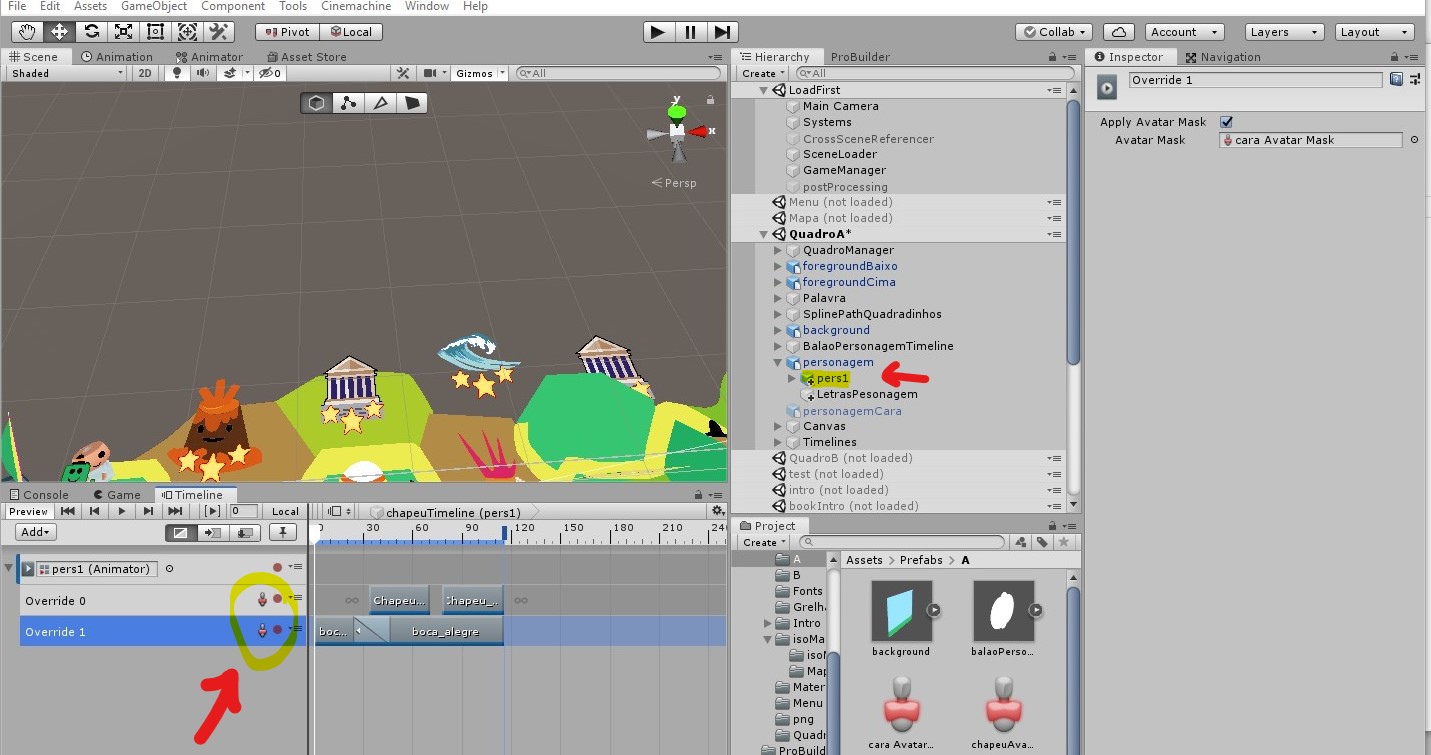 File Edit Assets GameObject Component Tools Cinemachine Window Help
Pivot Local Collab Account Layers Layout
Scene Animation Animator Asset Store
Shaded 2D 0 Gizmos All
y
x
Persp
Hierarchy ProBuilder
Create All
LoadFirst
Main Camera
Systems
CrossSceneReferencer
SceneLoader
GameManager
postProcessing
Menu (not loaded)
Mapa (not loaded)
QuadroA*
QuadroManager
foregroundBaixo
foregroundCima
Palavra
SplinePathQuadradinhos
background
BalaoPersonagemTimeline
personagem
pers1
LetrasPesonagem
personagemCara
Canvas
Timelines
QuadroB (not loaded)
test (not loaded)
intro (not loaded)
bookIntro (not loaded)
Inspector Navigation
Override 1
Apply Avatar Mask
Avatar Mask cara Avatar Mask
Console Game Timeline
Preview 0 Local chapeuTimeline (pers1)
Add 30 60 90 120 150 180 210
pers1 (Animator)
Override 0 Chapeu... hapeu_..
Override 1 boc... boca_alegre
Project
Create
A
B
Fonts
Grelh
Intro
isoMa
isoM
Map
Mater
Menu
png
Quadr
ProBuild
Assets Prefabs A
background balaoPerso...
cara Avatar... chapeuAva...